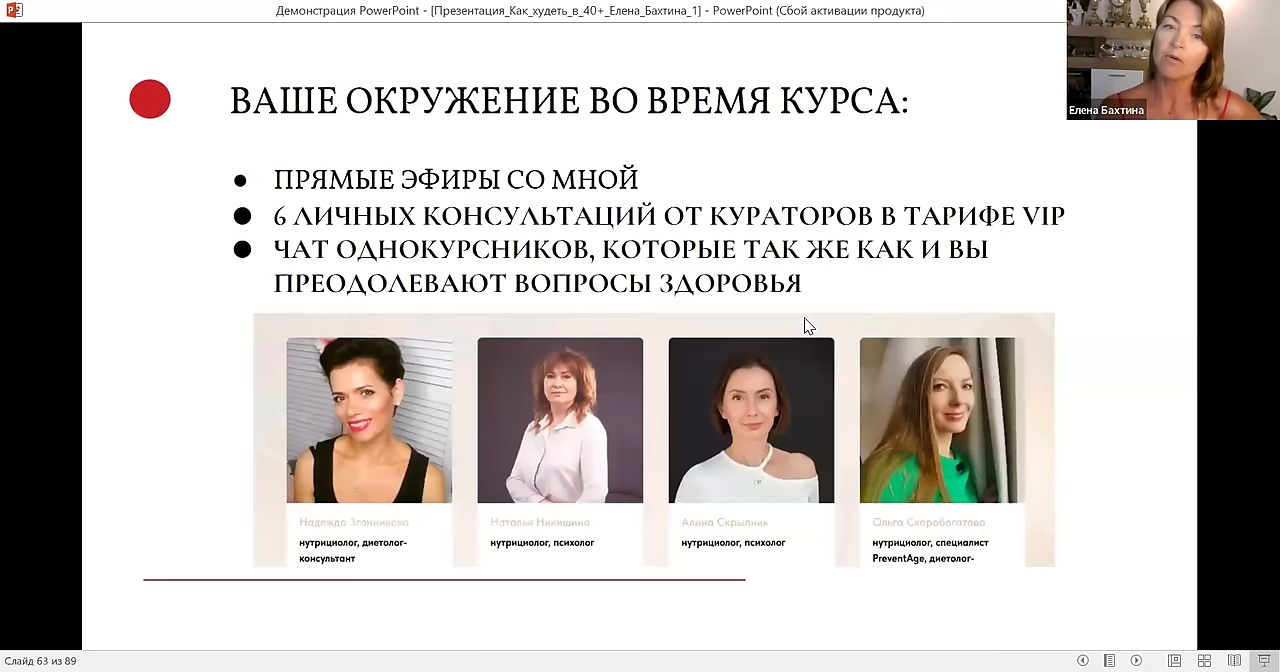 Демонстрация PowerPoint - [Презентация_Как_худеть_в_40+_Елена_Бахтина_1] - PowerPoint (Сбой активации продукта)
Елена Бахтина
ВАШЕ ОКРУЖЕНИЕ ВО ВРЕМЯ КУРСА:
● ПРЯМЫЕ ЭФИРЫ СО МНОЙ
● 6 ЛИЧНЫХ КОНСУЛЬТАЦИЙ ОТ КУРАТОРОВ В ТАРИФЕ VIP
● ЧАТ ОДНОКУРСНИКОВ, КОТОРЫЕ ТАК ЖЕ КАК И ВЫ
ПРЕОДОЛЕВАЮТ ВОПРОСЫ ЗДОРОВЬЯ
Надежда Зганникова
нутрициолог, диетолог-
консультант
Наталья Никишина
нутрициолог, психолог
Алина Скрыпник
нутрициолог, психолог
Ольга Скоробогатова
нутрициолог, специалист
PreventAge, диетолог-
Слайд 63 из 89